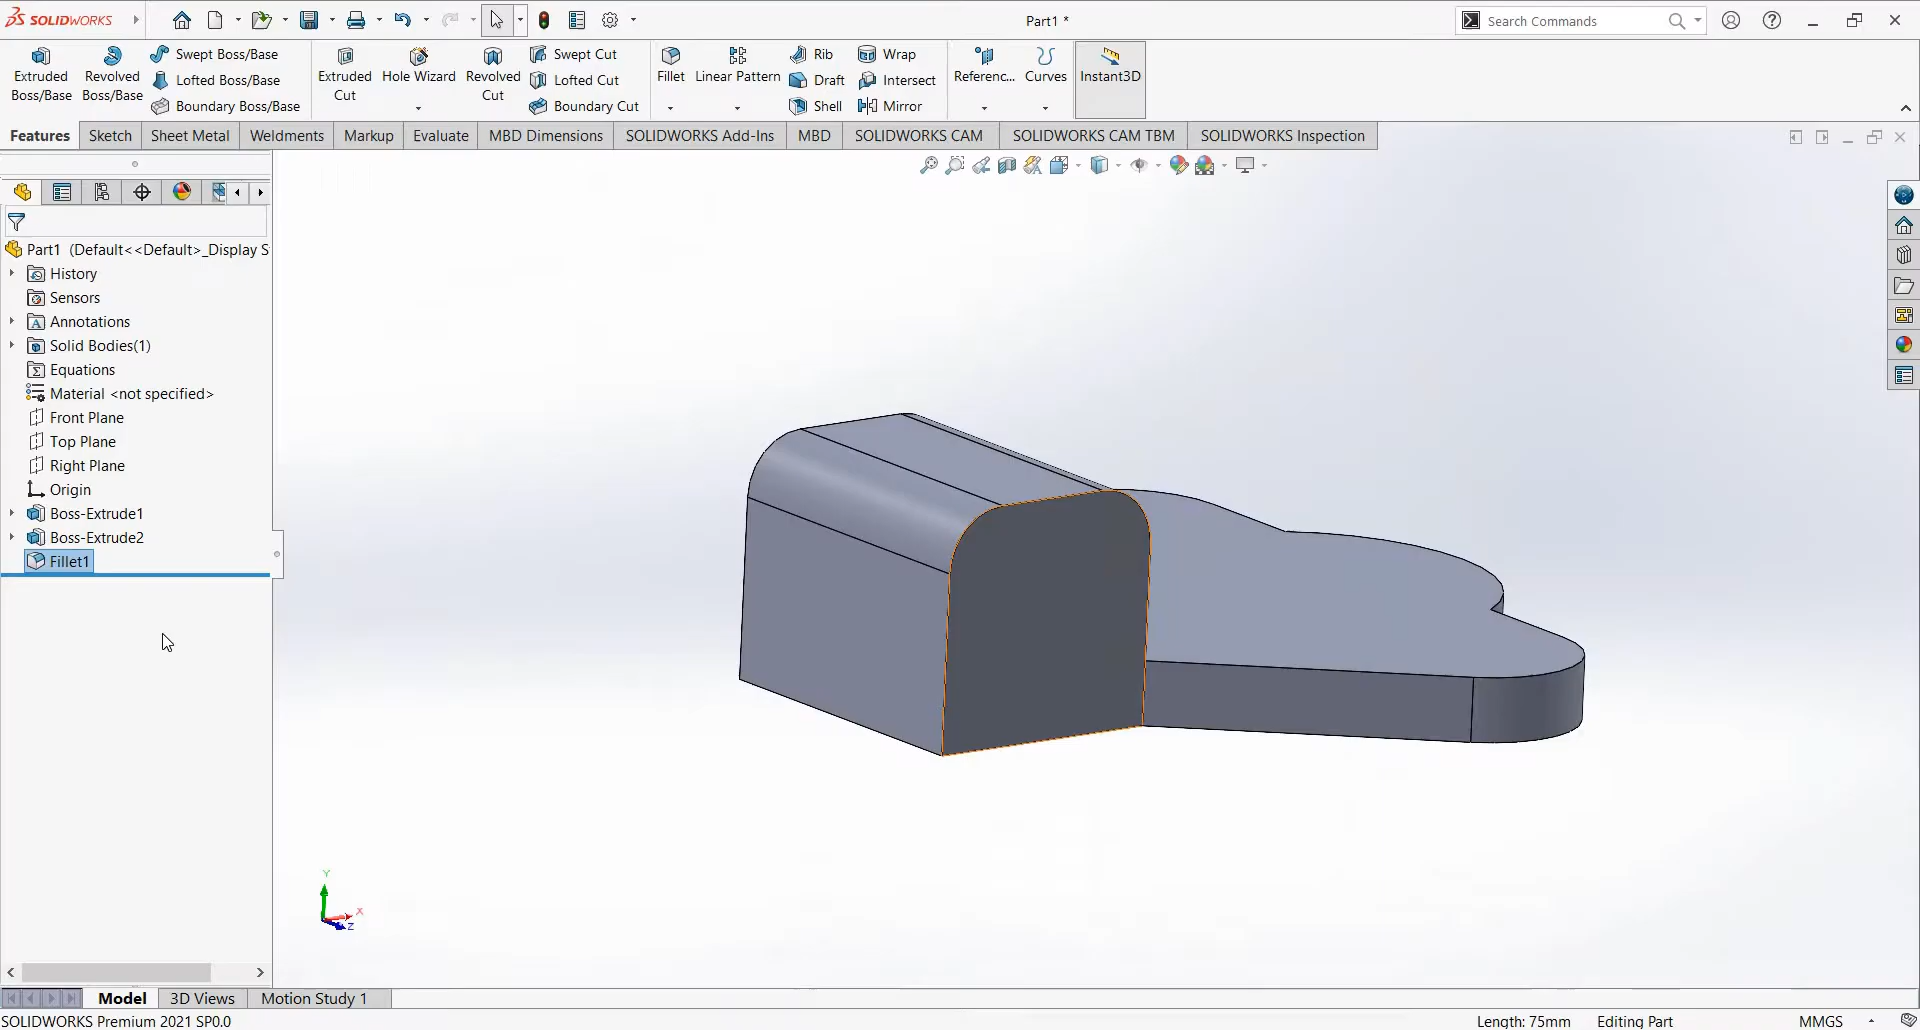 SOLIDWORKS
Part1 *
Search Commands
Extruded Boss/Base
Revolved Boss/Base
Swept Boss/Base
Lofted Boss/Base
Boundary Boss/Base
Extruded Cut
Hole Wizard
Revolved Cut
Swept Cut
Lofted Cut
Boundary Cut
Fillet
Linear Pattern
Rib
Draft
Shell
Wrap
Intersect
Mirror
Referenc...
Curves
Instant3D
Features
Sketch
Sheet Metal
Weldments
Markup
Evaluate
MBD Dimensions
SOLIDWORKS Add-Ins
MBD
SOLIDWORKS CAM
SOLIDWORKS CAM TBM
SOLIDWORKS Inspection
Part1 (Default<<Default>_Display S
History
Sensors
Annotations
Solid Bodies(1)
Equations
Material <not specified>
Front Plane
Top Plane
Right Plane
Origin
Boss-Extrude1
Boss-Extrude2
Fillet1
Y
X
Z
Model
3D Views
Motion Study 1
SOLIDWORKS Premium 2021 SP0.0
Length: 75mm
Editing Part
MMGS